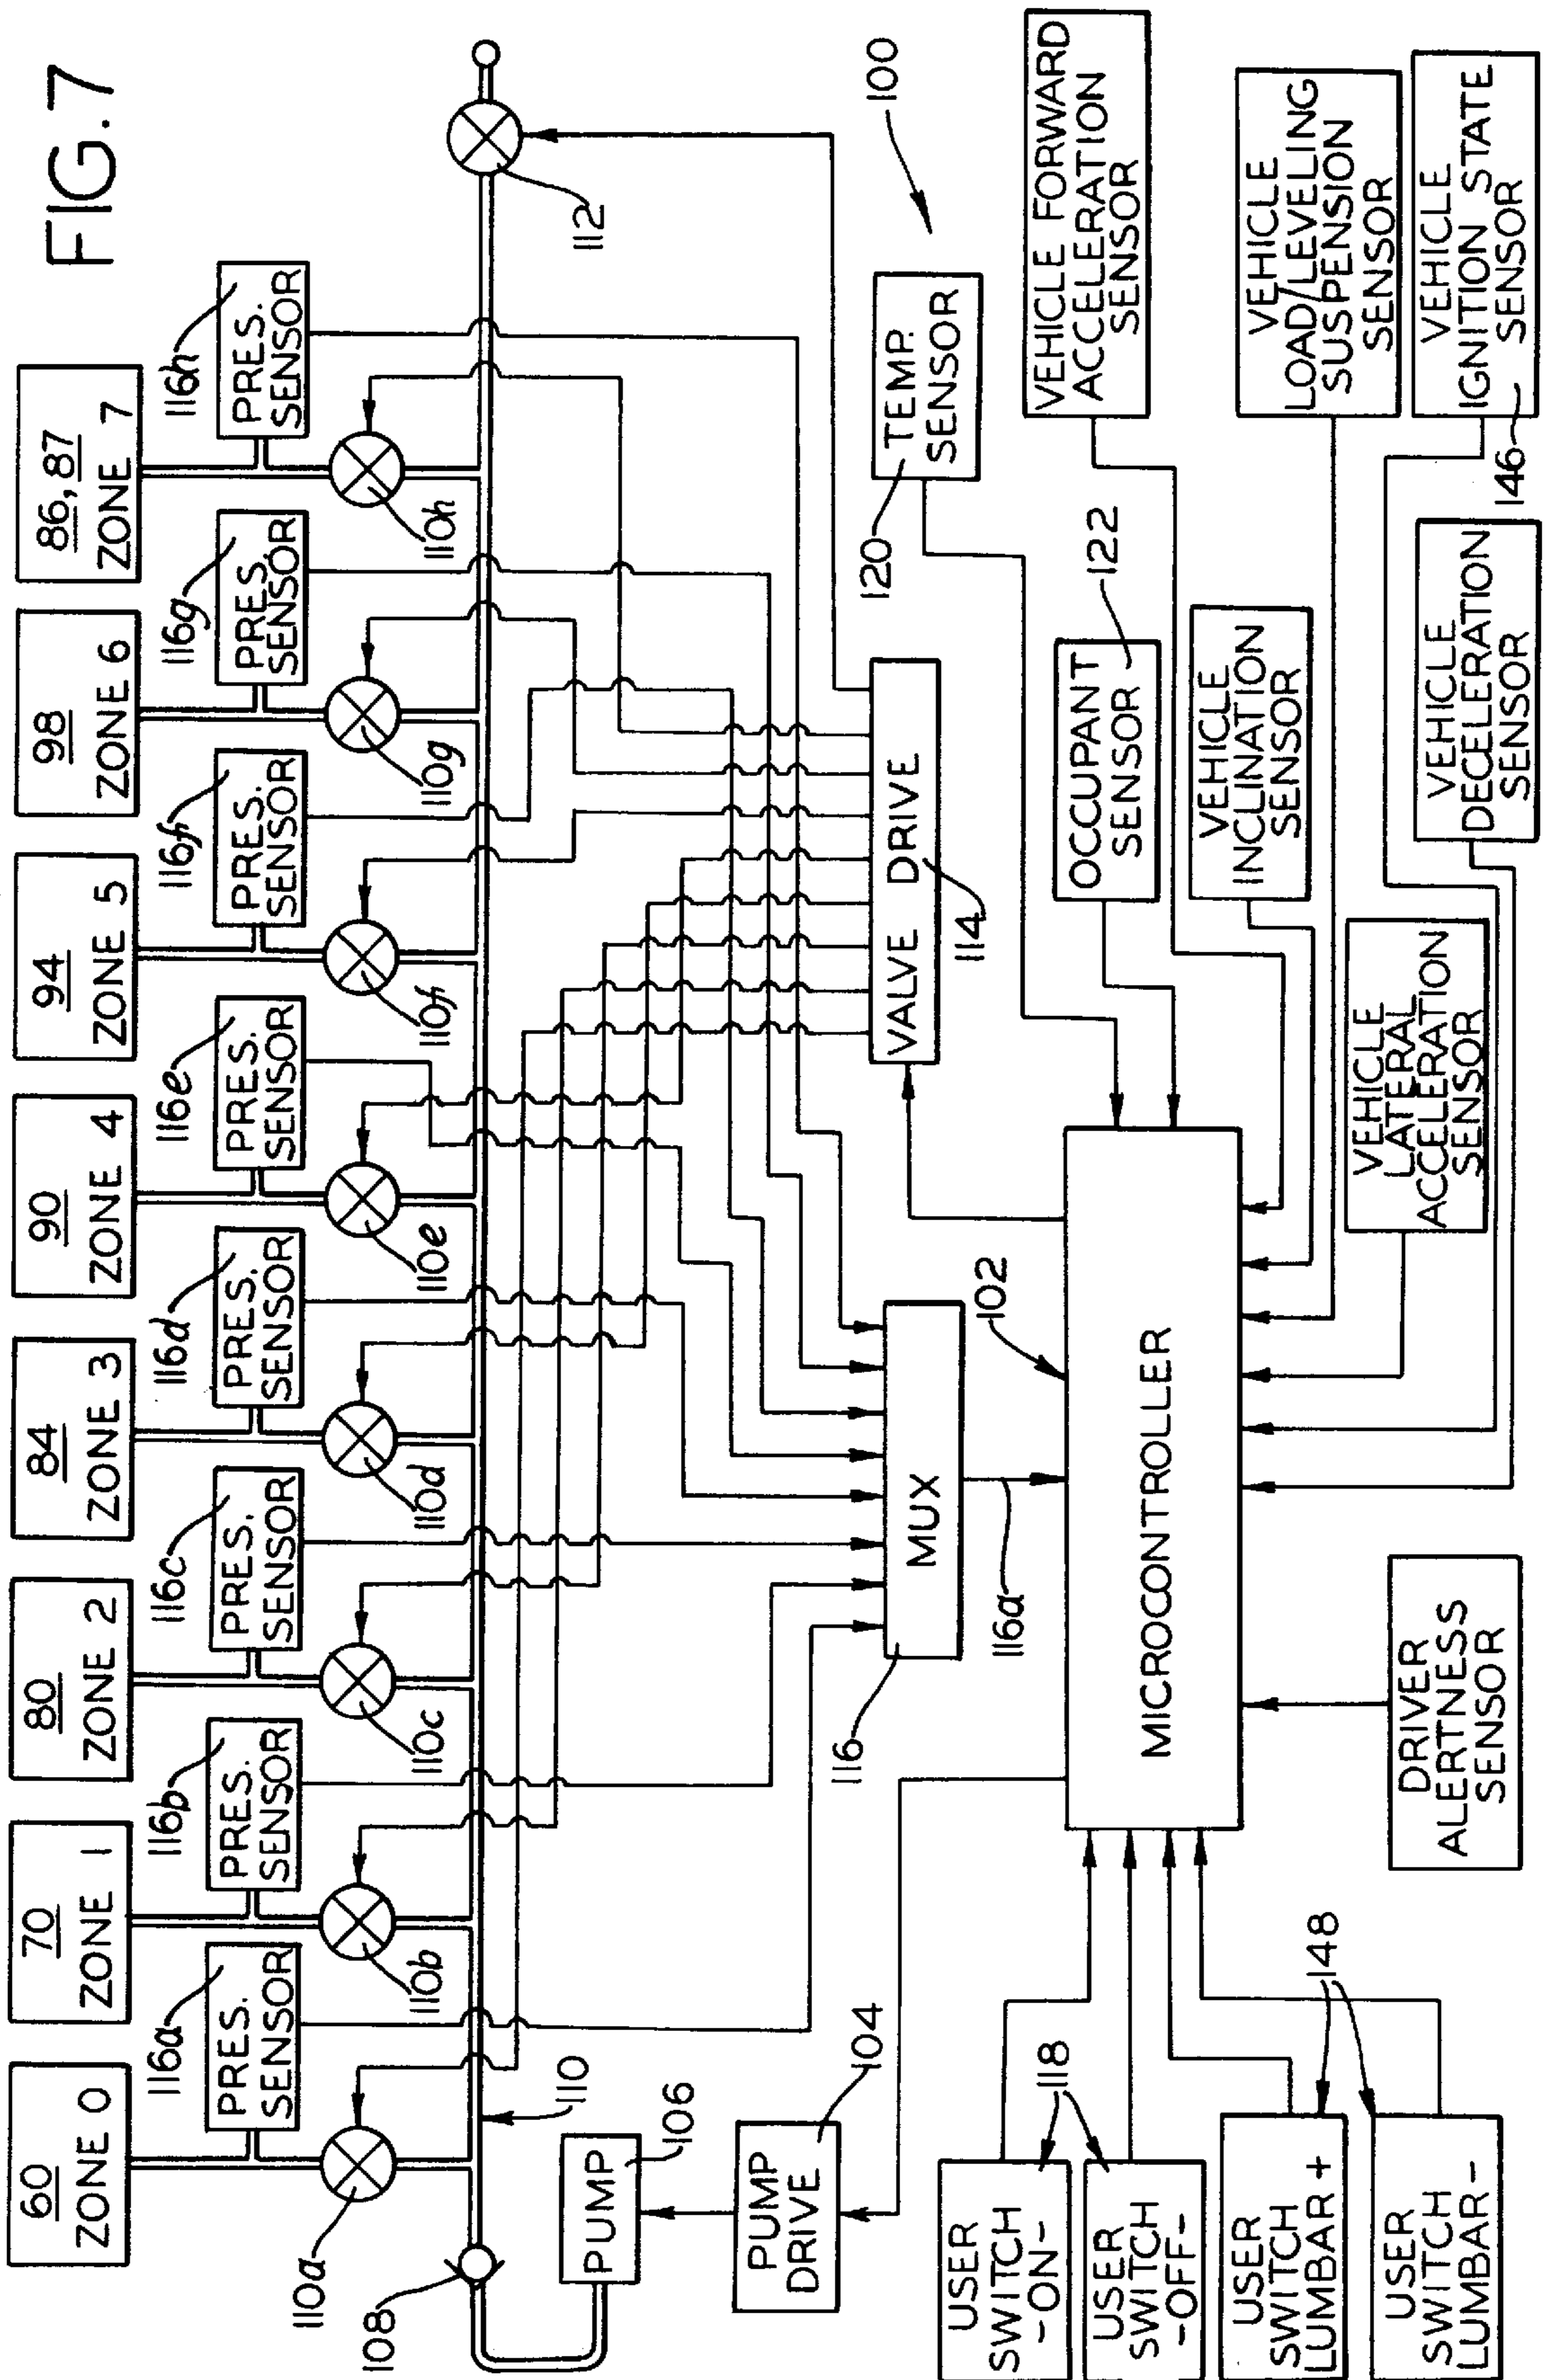 FIG. 7
60
ZONE 0
70
ZONE 1
80
ZONE 2
84
ZONE 3
90
ZONE 4
94
ZONE 5
98
ZONE 6
86, 87
ZONE 7
116a
PRES.
SENSOR
116b
PRES.
SENSOR
116c
PRES.
SENSOR
116d
PRES.
SENSOR
116e
PRES.
SENSOR
116f
PRES.
SENSOR
116g
PRES.
SENSOR
116h
PRES.
SENSOR
110a
110b
110c
110d
110e
110f
110g
110h
108
110
112
PUMP
106
PUMP
DRIVE
104
MUX
116
116a
VALVE DRIVE
114
TEMP.
SENSOR
120
100
MICROCONTROLLER
102
OCCUPANT
SENSOR
122
VEHICLE FORWARD
ACCELERATION
SENSOR
VEHICLE
INCLINATION
SENSOR
VEHICLE
LOAD/LEVELING
SUSPENSION
SENSOR
VEHICLE
LATERAL
ACCELERATION
SENSOR
VEHICLE
IGNITION STATE
SENSOR
146
VEHICLE
DECELERATION
SENSOR
USER
SWITCH
-ON-
USER
SWITCH
-OFF-
118
USER
SWITCH
LUMBAR +
USER
SWITCH
LUMBAR -
148
DRIVER
ALERTNESS
SENSOR